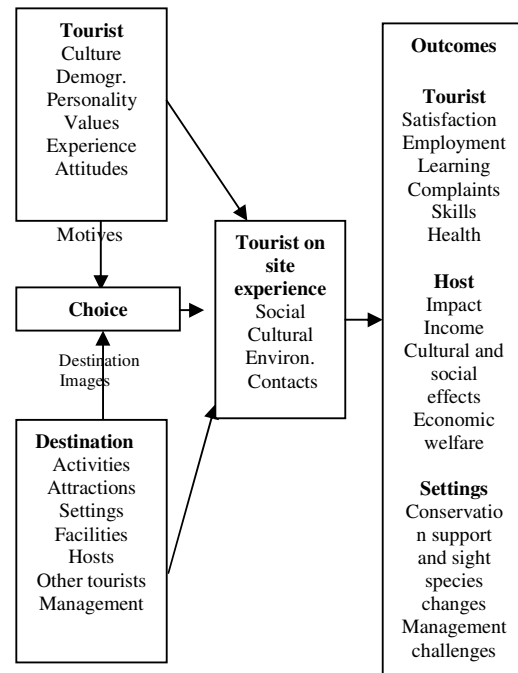 Tourist
Culture
Demogr.
Personality
Values
Experience
Attitudes
Motives
Choice
Destination
Images
Destination
Activities
Attractions
Settings
Facilities
Hosts
Other tourists
Management
Tourist on
site
experience
Social
Cultural
Environ.
Contacts
Outcomes
Tourist
Satisfaction
Employment
Learning
Complaints
Skills
Health
Host
Impact
Income
Cultural and
social
effects
Economic
welfare
Settings
Conservatio
n support
and sight
species
changes
Management
challenges